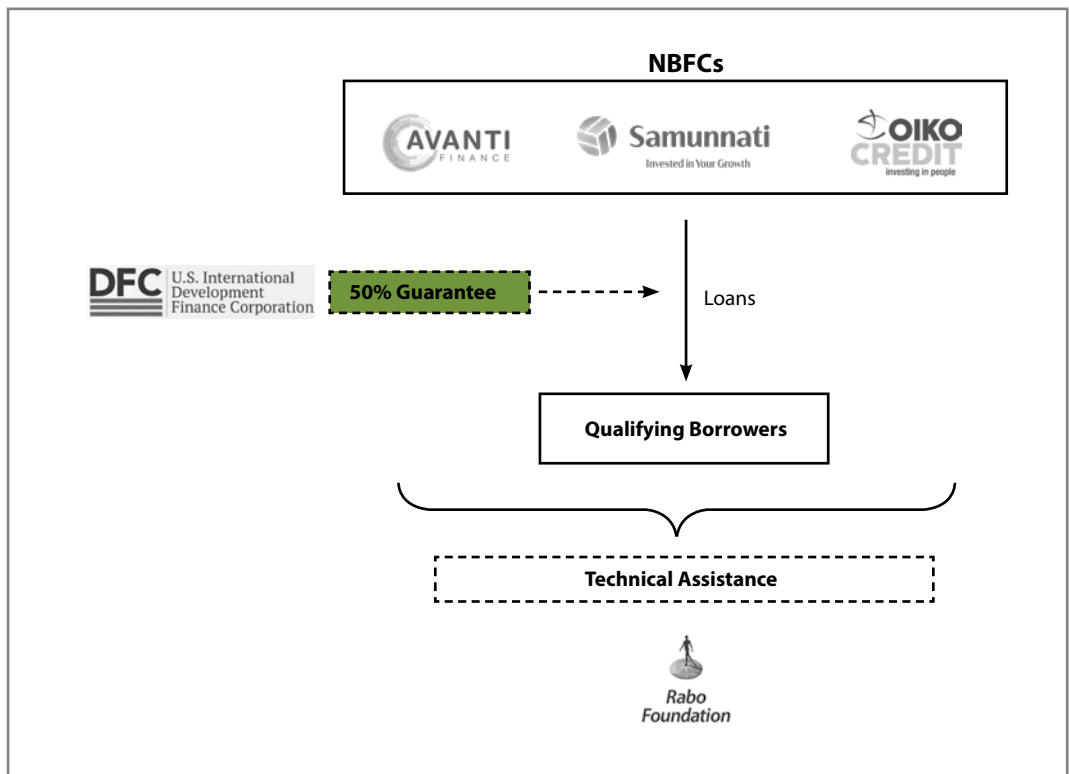 NBFCs
AVANTI
FINANCE
Samunnati
Invested in Your Growth
OIKO
CREDIT
investing in people
DFC
U.S. International
Development
Finance Corporation
50% Guarantee
Loans
Qualifying Borrowers
Technical Assistance
Rabo
Foundation